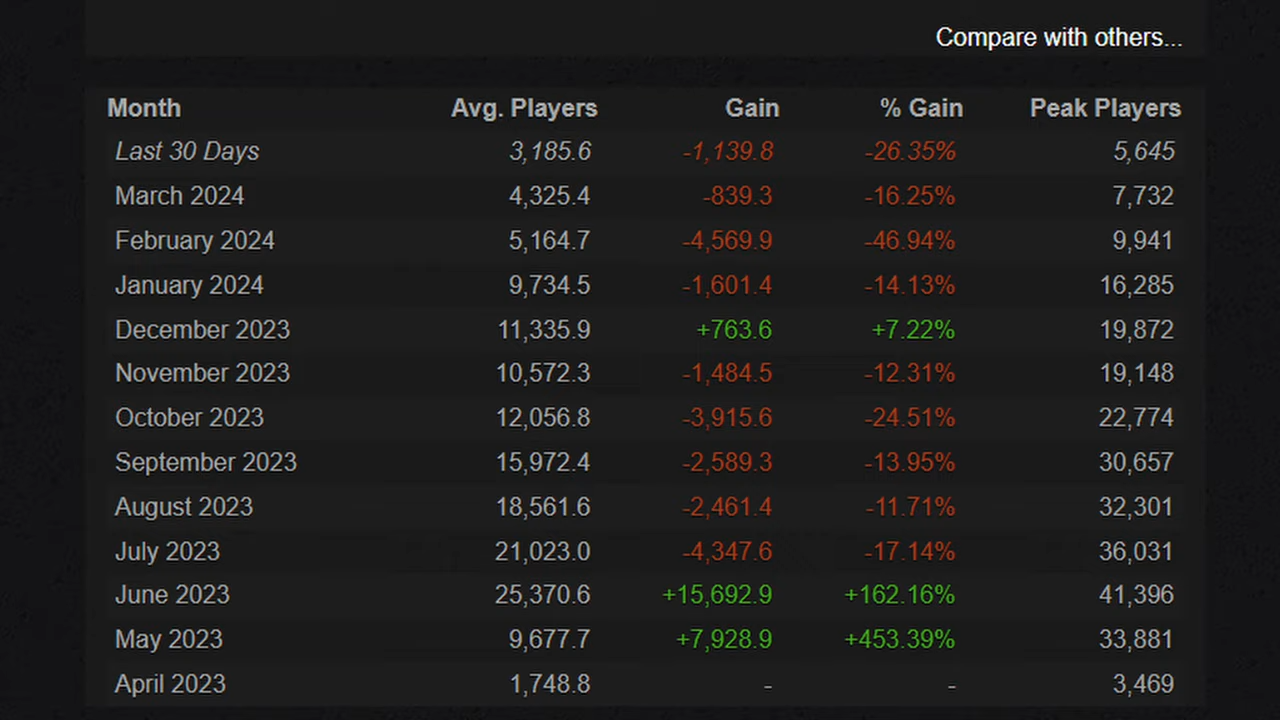 Compare with others...
Month Avg. Players Gain % Gain Peak Players
Last 30 Days 3,185.6 -1,139.8 -26.35% 5,645
March 2024 4,325.4 -839.3 -16.25% 7,732
February 2024 5,164.7 -4,569.9 -46.94% 9,941
January 2024 9,734.5 -1,601.4 -14.13% 16,285
December 2023 11,335.9 +763.6 +7.22% 19,872
November 2023 10,572.3 -1,484.5 -12.31% 19,148
October 2023 12,056.8 -3,915.6 -24.51% 22,774
September 2023 15,972.4 -2,589.3 -13.95% 30,657
August 2023 18,561.6 -2,461.4 -11.71% 32,301
July 2023 21,023.0 -4,347.6 -17.14% 36,031
June 2023 25,370.6 +15,692.9 +162.16% 41,396
May 2023 9,677.7 +7,928.9 +453.39% 33,881
April 2023 1,748.8 - - 3,469